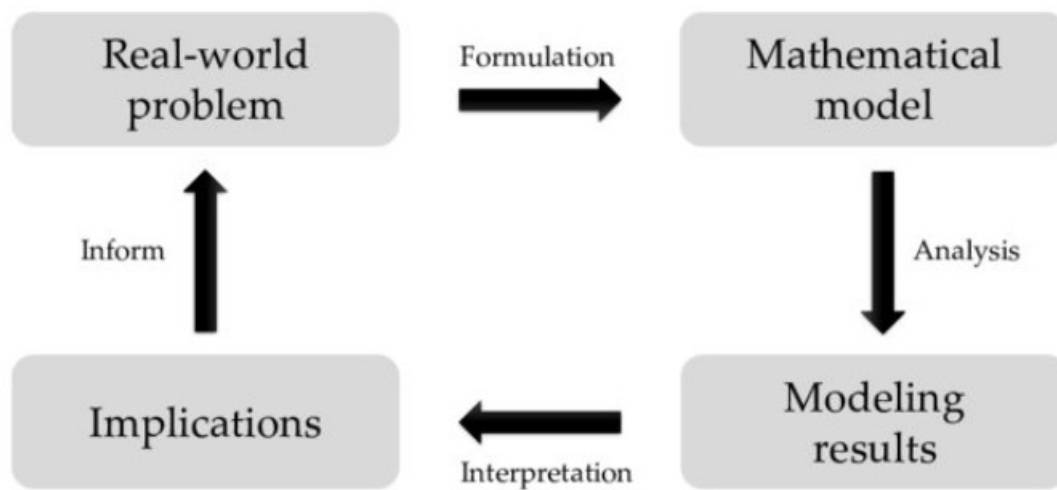 Real-world
problem
Formulation
Mathematical
model
Inform
Analysis
Implications
Interpretation
Modeling
results